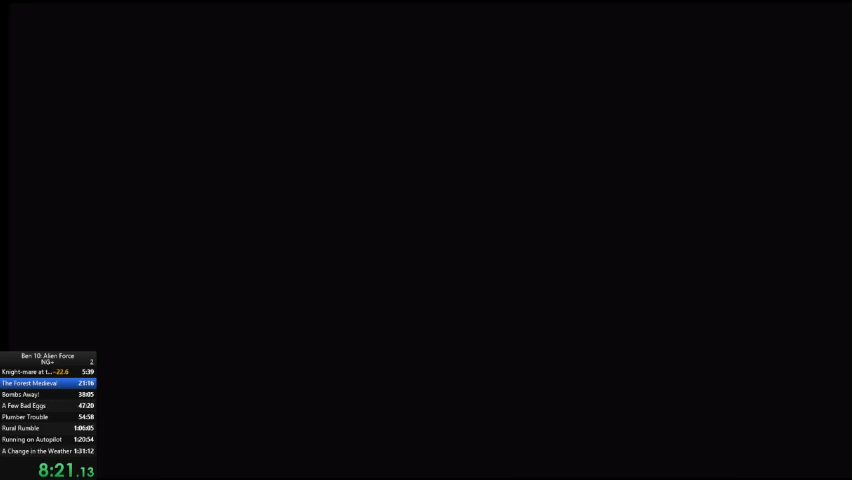 Ben 10: Alien Force
NG+ 2
Knight-mare at t... -22.6 5:39
The Forest Medieval 21:16
Bombs Away! 38:05
A Few Bad Eggs 47:20
Plumber Trouble 54:58
Rural Rumble 1:06:05
Running on Autopilot 1:20:54
A Change in the Weather 1:31:12
8:21.13